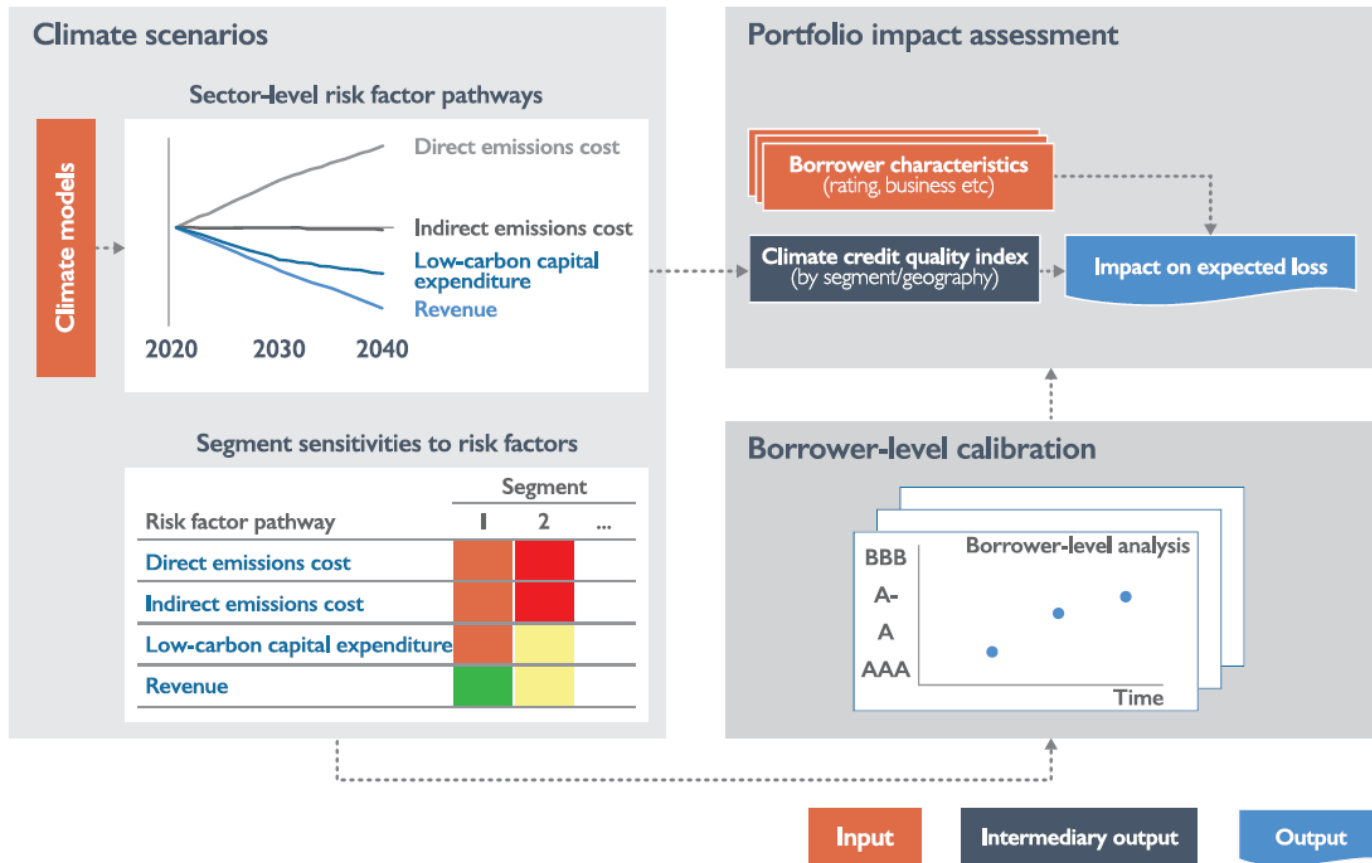 Climate scenarios
Sector-level risk factor pathways
Climate models
Direct emissions cost
Indirect emissions cost
Low-carbon capital
expenditure
Revenue
2020 2030 2040
Segment sensitivities to risk factors
Segment
Risk factor pathway 1 2 ...
Direct emissions cost
Indirect emissions cost
Low-carbon capital expenditure
Revenue
Portfolio impact assessment
Borrower characteristics
(rating, business etc)
Climate credit quality index
(by segment/geography)
Impact on expected loss
Borrower-level calibration
Borrower-level analysis
BBB
A-
A
AAA
Time
Input
Intermediary output
Output